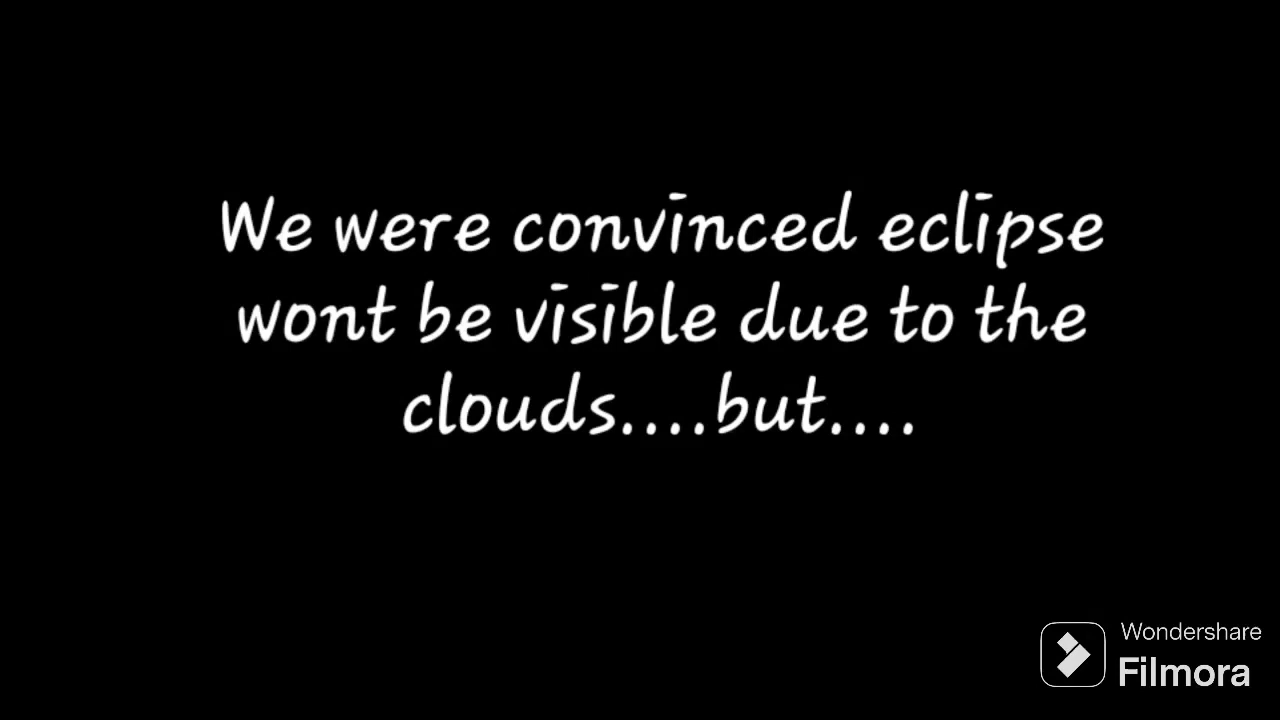 We were convinced eclipse
wont be visible due to the
clouds....but....
Wondershare
Filmora